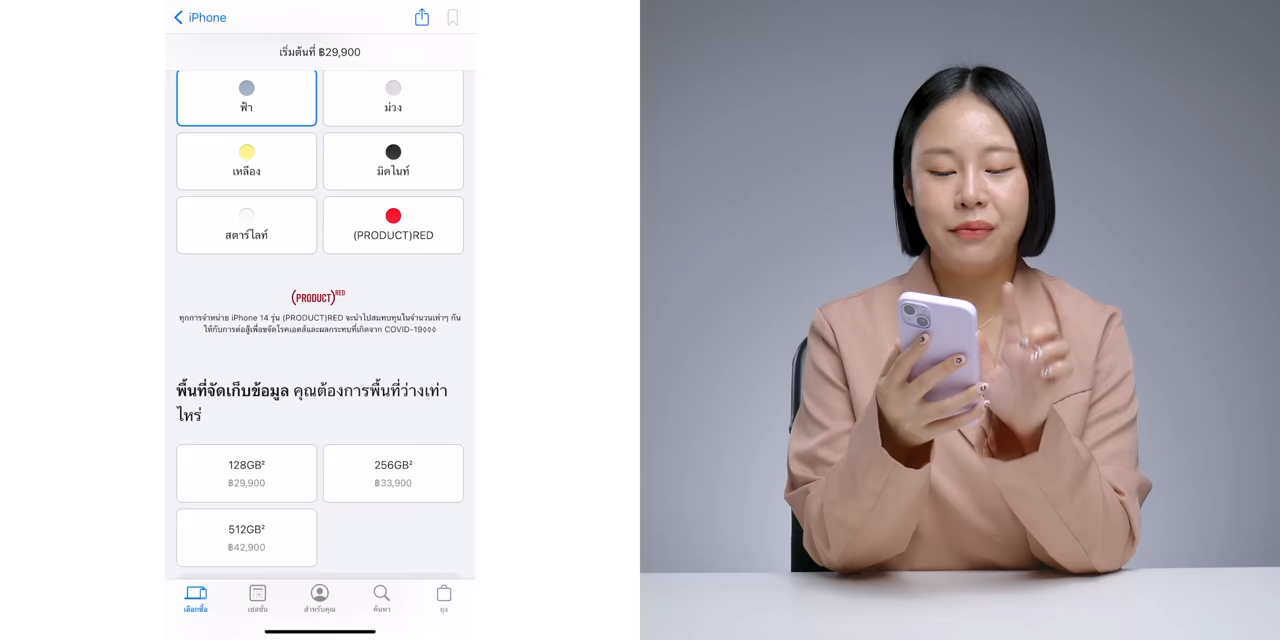 iPhone
เริ่มต้นที่ ฿29,900
ฟ้า
ม่วง
เหลือง
มิดไนท์
สตาร์ไลท์
(PRODUCT)RED
(PRODUCT)RED
ทุกการจำหน่าย iPhone 14 รุ่น (PRODUCT)RED จะนำไปสมทบทุนในจำนวนเท่าๆ กัน
ให้กับการต่อสู้เพื่อขจัดโรคเอดส์และผลกระทบที่เกิดจาก COVID-19◊◊◊
พื้นที่จัดเก็บข้อมูล คุณต้องการพื้นที่ว่างเท่า
ไหร่
128GB²
฿29,900
256GB²
฿33,900
512GB²
฿42,900
เลือกซื้อ
เซสชั่น
สำหรับคุณ
ค้นหา
ถุง